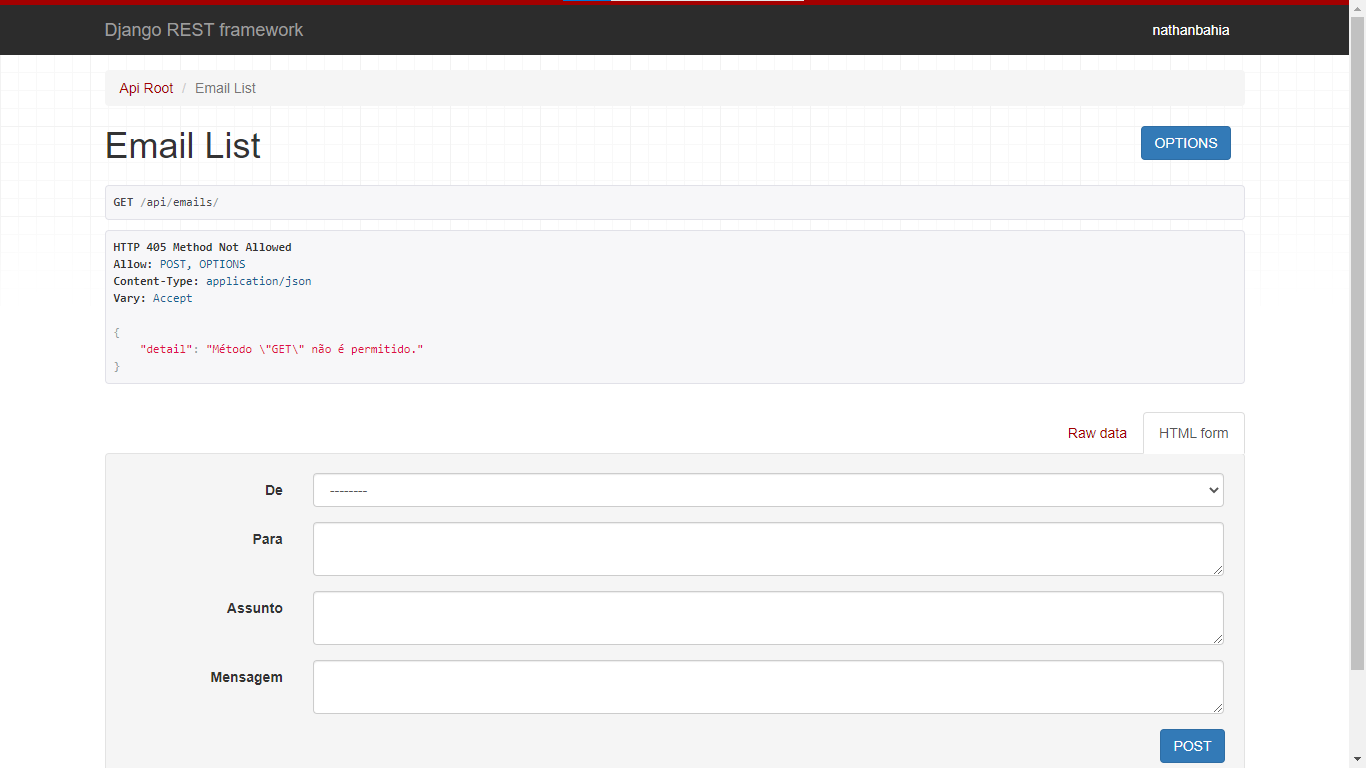 Django REST framework
nathanbahia
Api Root / Email List
Email List
OPTIONS
GET /api/emails/
HTTP 405 Method Not Allowed
Allow: POST, OPTIONS
Content-Type: application/json
Vary: Accept
{
"detail": "Método \"GET\" não é permitido."
}
Raw data
HTML form
De
--------
Para
Assunto
Mensagem
POST